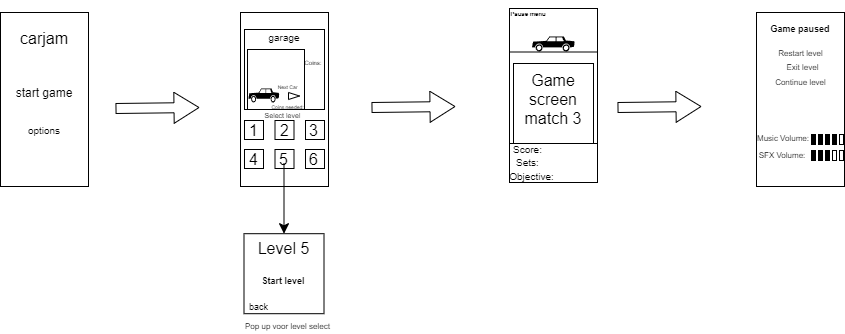 carjam
start game
options
garage
Coins:
Next Car
Coins needed
Select level
1 2 3
4 5 6
Level 5
Start level
back
Pop up voor level select
Pause menu
Game
screen
match 3
Score:
Sets:
Objective:
Game paused
Restart level
Exit level
Continue level
Music Volume:
SFX Volume: